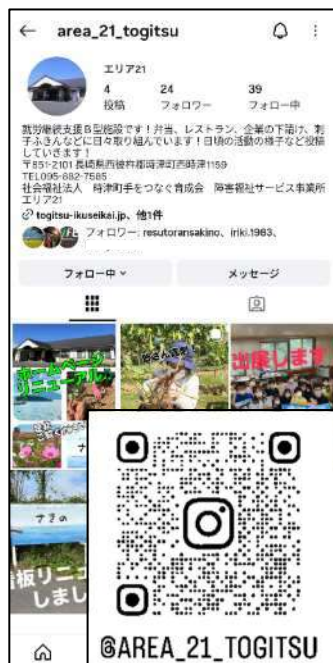 area_21_togitsu
エリア21
4 24 39
投稿 フォロワー フォロー中
就労継続支援B型施設です！弁当、レストラン、企業の下請け、刺
子ふきんなどに日々取り組んでいます！日頃の活動の様子など投稿
していきます！
〒851-2101長崎県西彼杵郡時津町西時津1159
TEL095-882-7585
社会福祉法人 時津町手をつなぐ育成会 障害福祉サービス事業所
エリア21
togitsu-ikuseikai.jp、他1件
フォロワー: resutoransakino、iriki.1983、
フォロー中 メッセージ
ホームページ
リニューアル
出展します
さきの
看板リニュ
しまし
@AREA_21_TOGITSU